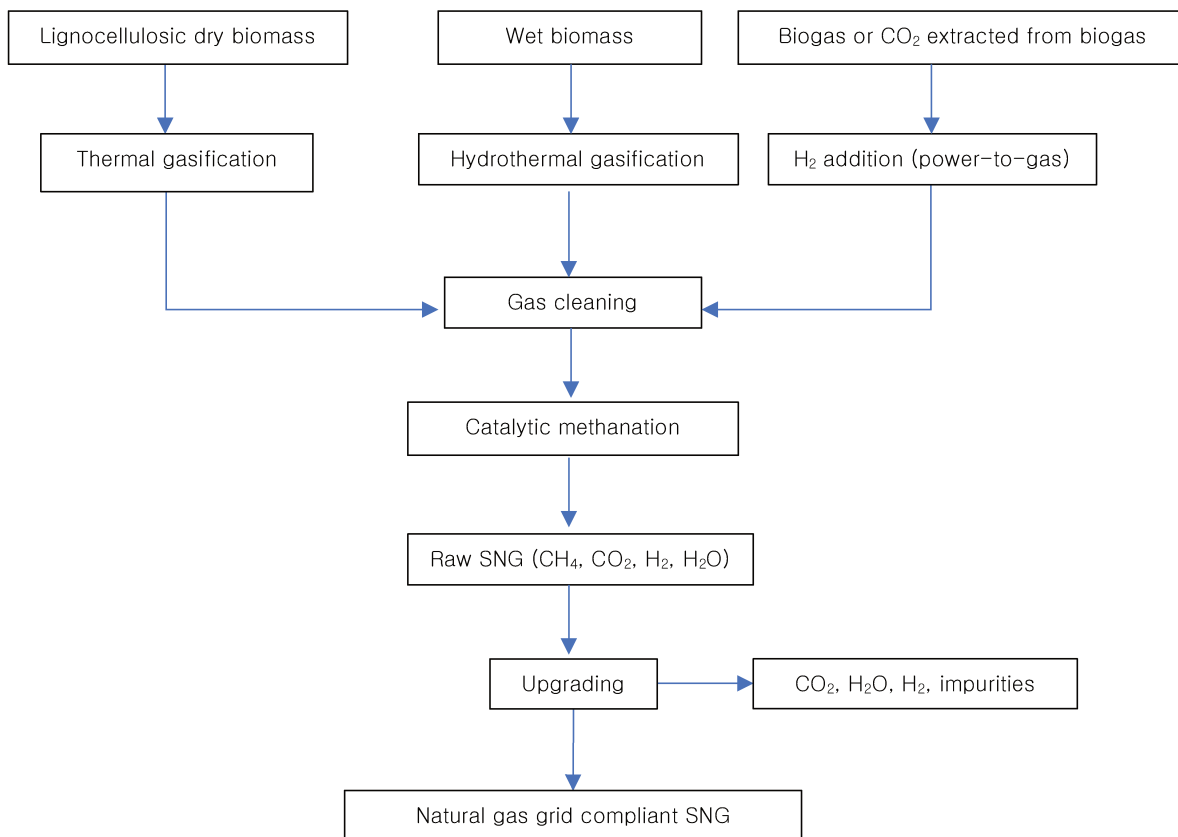 Lignocellulosic dry biomass
Wet biomass
Biogas or CO₂ extracted from biogas
Thermal gasification
Hydrothermal gasification
H₂ addition (power-to-gas)
Gas cleaning
Catalytic methanation
Raw SNG (CH₄, CO₂, H₂, H₂O)
Upgrading
CO₂, H₂O, H₂, impurities
Natural gas grid compliant SNG